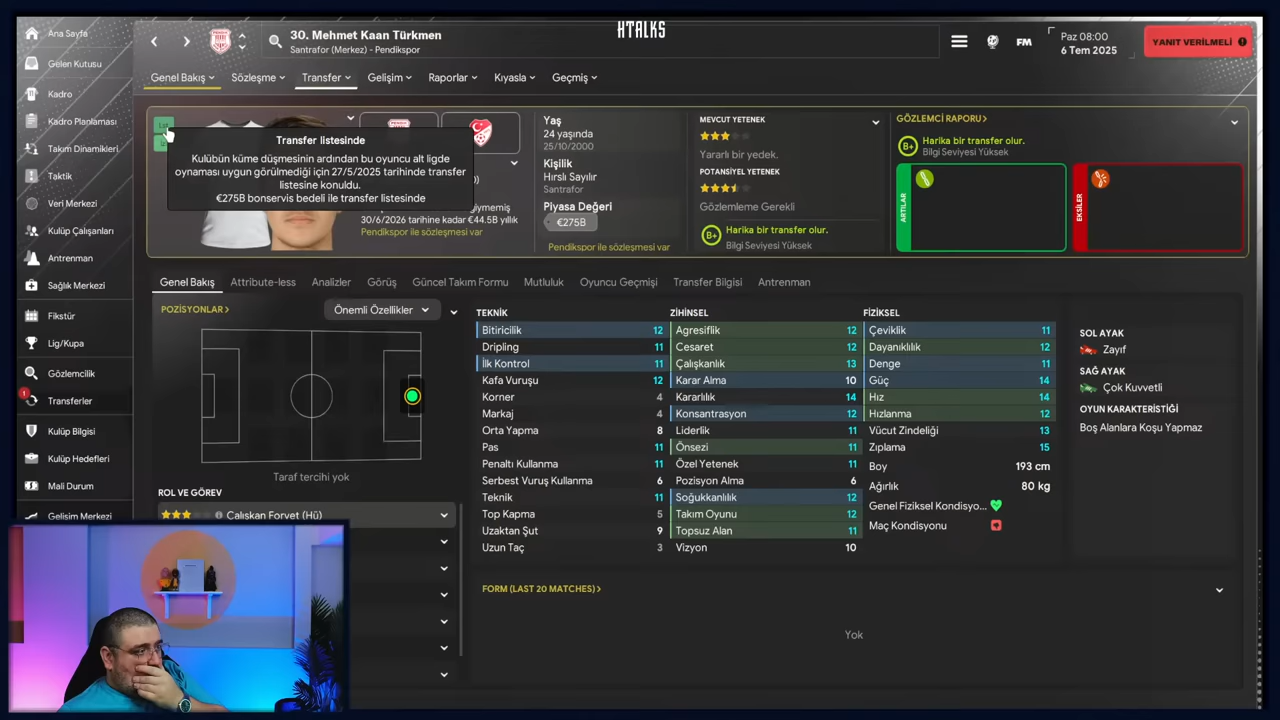 HTALKS
Ana Sayfa
Gelen Kutusu
Kadro
Kadro Planlaması
Takım Dinamikleri
Taktik
Veri Merkezi
Kulüp Çalışanları
Antrenman
Sağlık Merkezi
Fikstür
Lig/Kupa
Gözlemcilik
1
Transferler
Kulüp Bilgisi
Kulüp Hedefleri
Mali Durum
Gelişim Merkezi
30. Mehmet Kaan Türkmen
Santrafor (Merkez) - Pendikspor
FM
Paz 08:00
6 Tem 2025
YANIT VERİLMELİ
Genel Bakış
Sözleşme
Transfer
Gelişim
Raporlar
Kıyasla
Geçmiş
Transfer listesinde
Kulübün küme düşmesinin ardından bu oyuncu alt ligde
oynaması uygun görülmediği için 27/5/2025 tarihinde transfer
listesine konuldu.
€275B bonservis bedeli ile transfer listesinde
30/6/2026 tarihine kadar €44.5B yıllık
Pendikspor ile sözleşmesi var
Yaş
24 yaşında
25/10/2000
Kişilik
Hırslı Sayılır
Santrafor
Piyasa Değeri
€275B
Pendikspor ile sözleşmesi var
MEVCUT YETENEK
Yararlı bir yedek.
POTANSİYEL YETENEK
Gözlemleme Gerekli
B+ Harika bir transfer olur.
Bilgi Seviyesi Yüksek
GÖZLEMCİ RAPORU
B+ Harika bir transfer olur.
Bilgi Seviyesi Yüksek
ARTILAR
EKSİLER
Genel Bakış
Attribute-less
Analizler
Görüş
Güncel Takım Formu
Mutluluk
Oyuncu Geçmişi
Transfer Bilgisi
Antrenman
POZİSYONLAR
Önemli Özellikler
Taraf tercihi yok
ROL VE GÖREV
Çalışkan Forvet (Hü)
TEKNİK
Bitiricilik 12
Dripling 11
İlk Kontrol 11
Kafa Vuruşu 12
Korner 4
Markaj 4
Orta Yapma 8
Pas 11
Penaltı Kullanma 11
Serbest Vuruş Kullanma 6
Teknik 11
Top Kapma 5
Uzaktan Şut 9
Uzun Taç 3
ZİHİNSEL
Agresiflik 12
Cesaret 12
Çalışkanlık 13
Karar Alma 10
Kararlılık 14
Konsantrasyon 12
Liderlik 11
Önsezi 11
Özel Yetenek 11
Pozisyon Alma 6
Soğukkanlılık 12
Takım Oyunu 12
Topsuz Alan 11
Vizyon 10
FİZİKSEL
Çeviklik 11
Dayanıklılık 12
Denge 11
Güç 14
Hız 14
Hızlanma 12
Vücut Zindeliği 13
Zıplama 15
Boy 193 cm
Ağırlık 80 kg
Genel Fiziksel Kondisyo...
Maç Kondisyonu
SOL AYAK
Zayıf
SAĞ AYAK
Çok Kuvvetli
OYUN KARAKTERİSTİĞİ
Boş Alanlara Koşu Yapmaz
FORM (LAST 20 MATCHES)
Yok